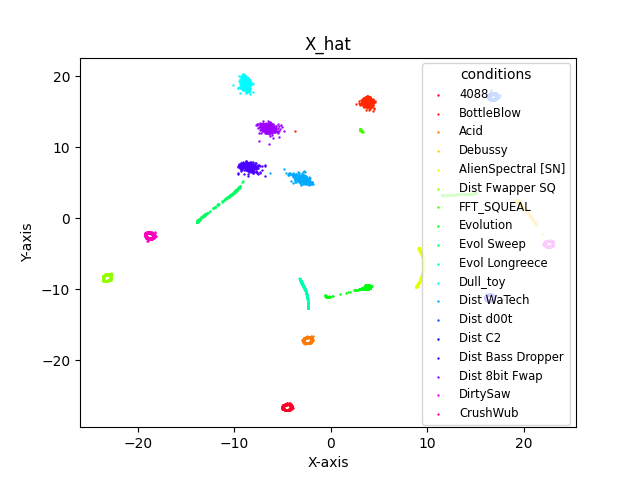 X_hat
conditions
4088
BottleBlow
Acid
Debussy
AlienSpectral [SN]
Dist Fwapper SQ
FFT_SQUEAL
Evolution
Evol Sweep
Evol Longreece
Dull_toy
Dist WaTech
Dist d00t
Dist C2
Dist Bass Dropper
Dist 8bit Fwap
DirtySaw
CrushWub
Y-axis
20
10
0
−10
−20
−20
−10
0
10
20
X-axis